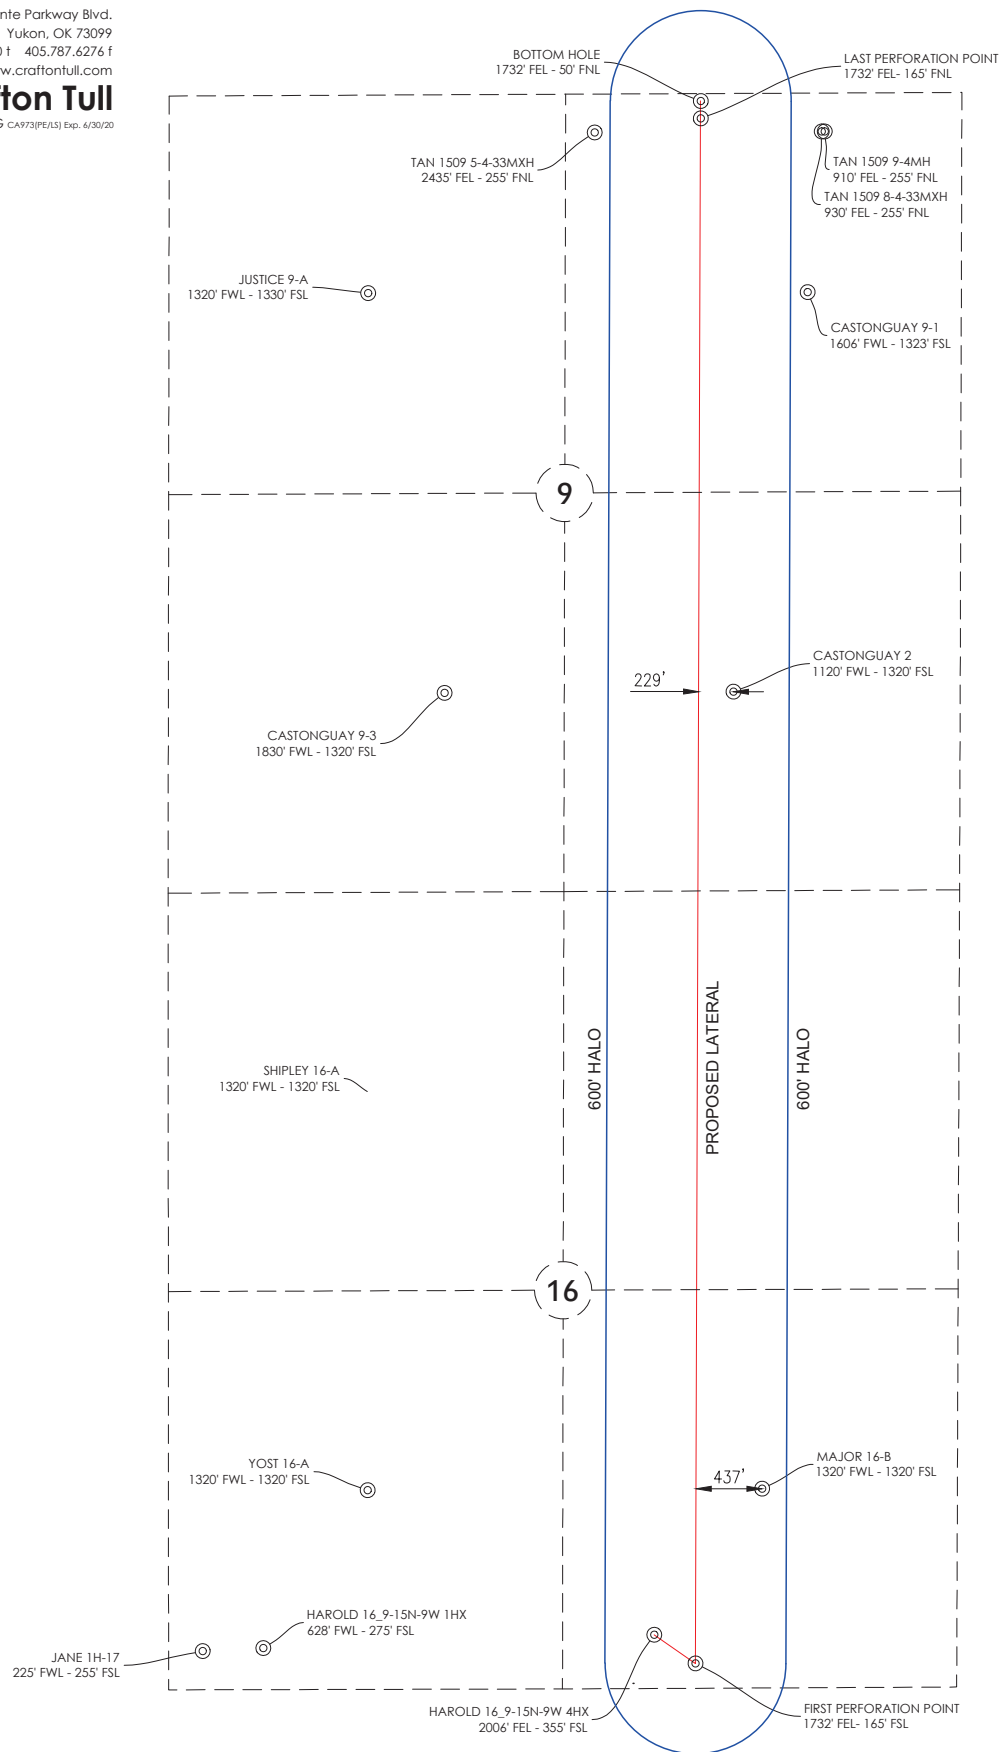 nte Parkway Blvd.
Yukon, OK 73099
t 405.787.6276 f
w.craftontull.com
ton Tull
CA973(PE/LS) Exp. 6/30/20
BOTTOM HOLE
1732' FEL - 50' FNL
LAST PERFORATION POINT
1732' FEL- 165' FNL
TAN 1509 5-4-33MXH
2435' FEL - 255' FNL
TAN 1509 9-4MH
910' FEL - 255' FNL
TAN 1509 8-4-33MXH
930' FEL - 255' FNL
JUSTICE 9-A
1320' FWL - 1330' FSL
CASTONGUAY 9-1
1606' FWL - 1323' FSL
9
CASTONGUAY 2
1120' FWL - 1320' FSL
229'
CASTONGUAY 9-3
1830' FWL - 1320' FSL
600' HALO
PROPOSED LATERAL
600' HALO
SHIPLEY 16-A
1320' FWL - 1320' FSL
16
YOST 16-A
1320' FWL - 1320' FSL
437'
MAJOR 16-B
1320' FWL - 1320' FSL
HAROLD 16_9-15N-9W 1HX
628' FWL - 275' FSL
JANE 1H-17
225' FWL - 255' FSL
HAROLD 16_9-15N-9W 4HX
2006' FEL - 355' FSL
FIRST PERFORATION POINT
1732' FEL- 165' FSL